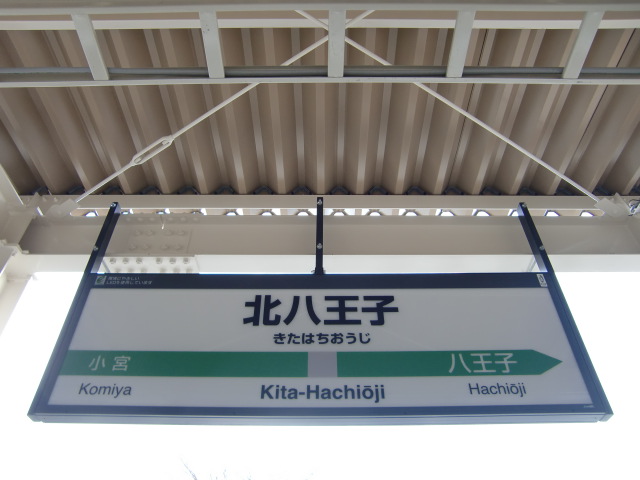 北八王子
きたはちおうじ
小宮 八王子
Komiya Kita-Hachiōji Hachiōji